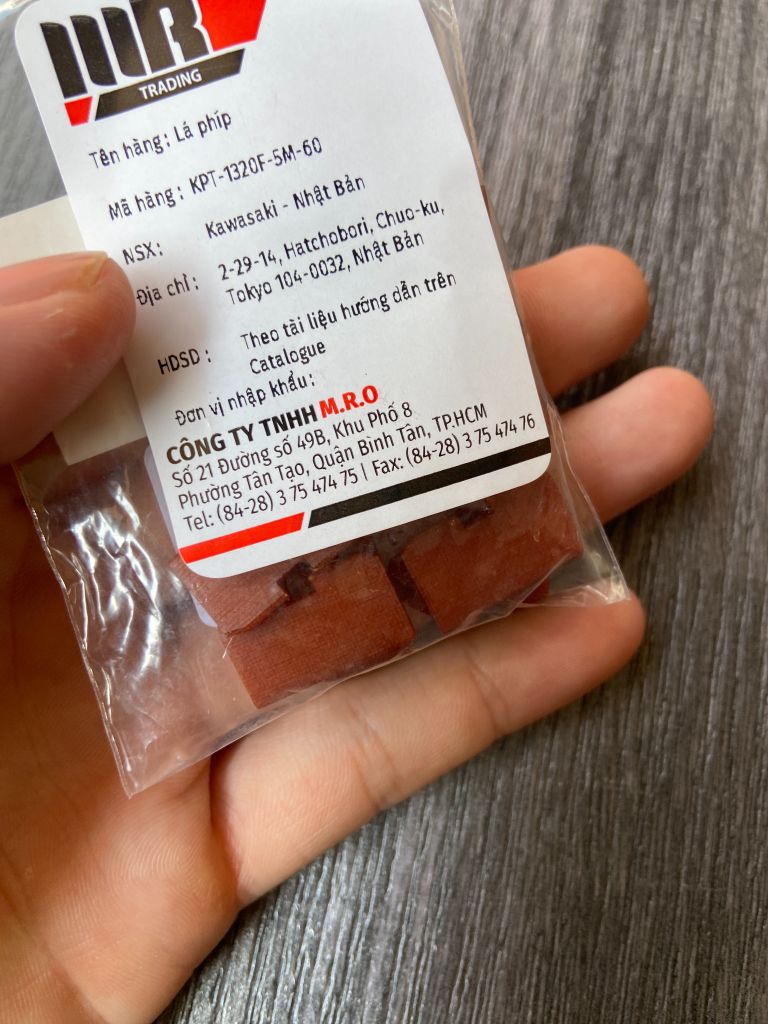 MR
TRADING
Tên hàng: Lá phíp
Mã hàng: KPT-1320F-5M-60
NSX: Kawasaki - Nhật Bản
Địa chỉ: 2-29-14, Hatchobori, Chuo-ku,
Tokyo 104-0032, Nhật Bản
HDSD: Theo tài liệu hướng dẫn trên
Catalogue
Đơn vị nhập khẩu:
CÔNG TY TNHH M.R.O
Số 21 Đường số 49B, Khu Phố 8
Phường Tân Tạo, Quận Bình Tân, TP.HCM
Tel: (84-28) 3 75 474 75 | Fax: (84-28) 3 75 474 76